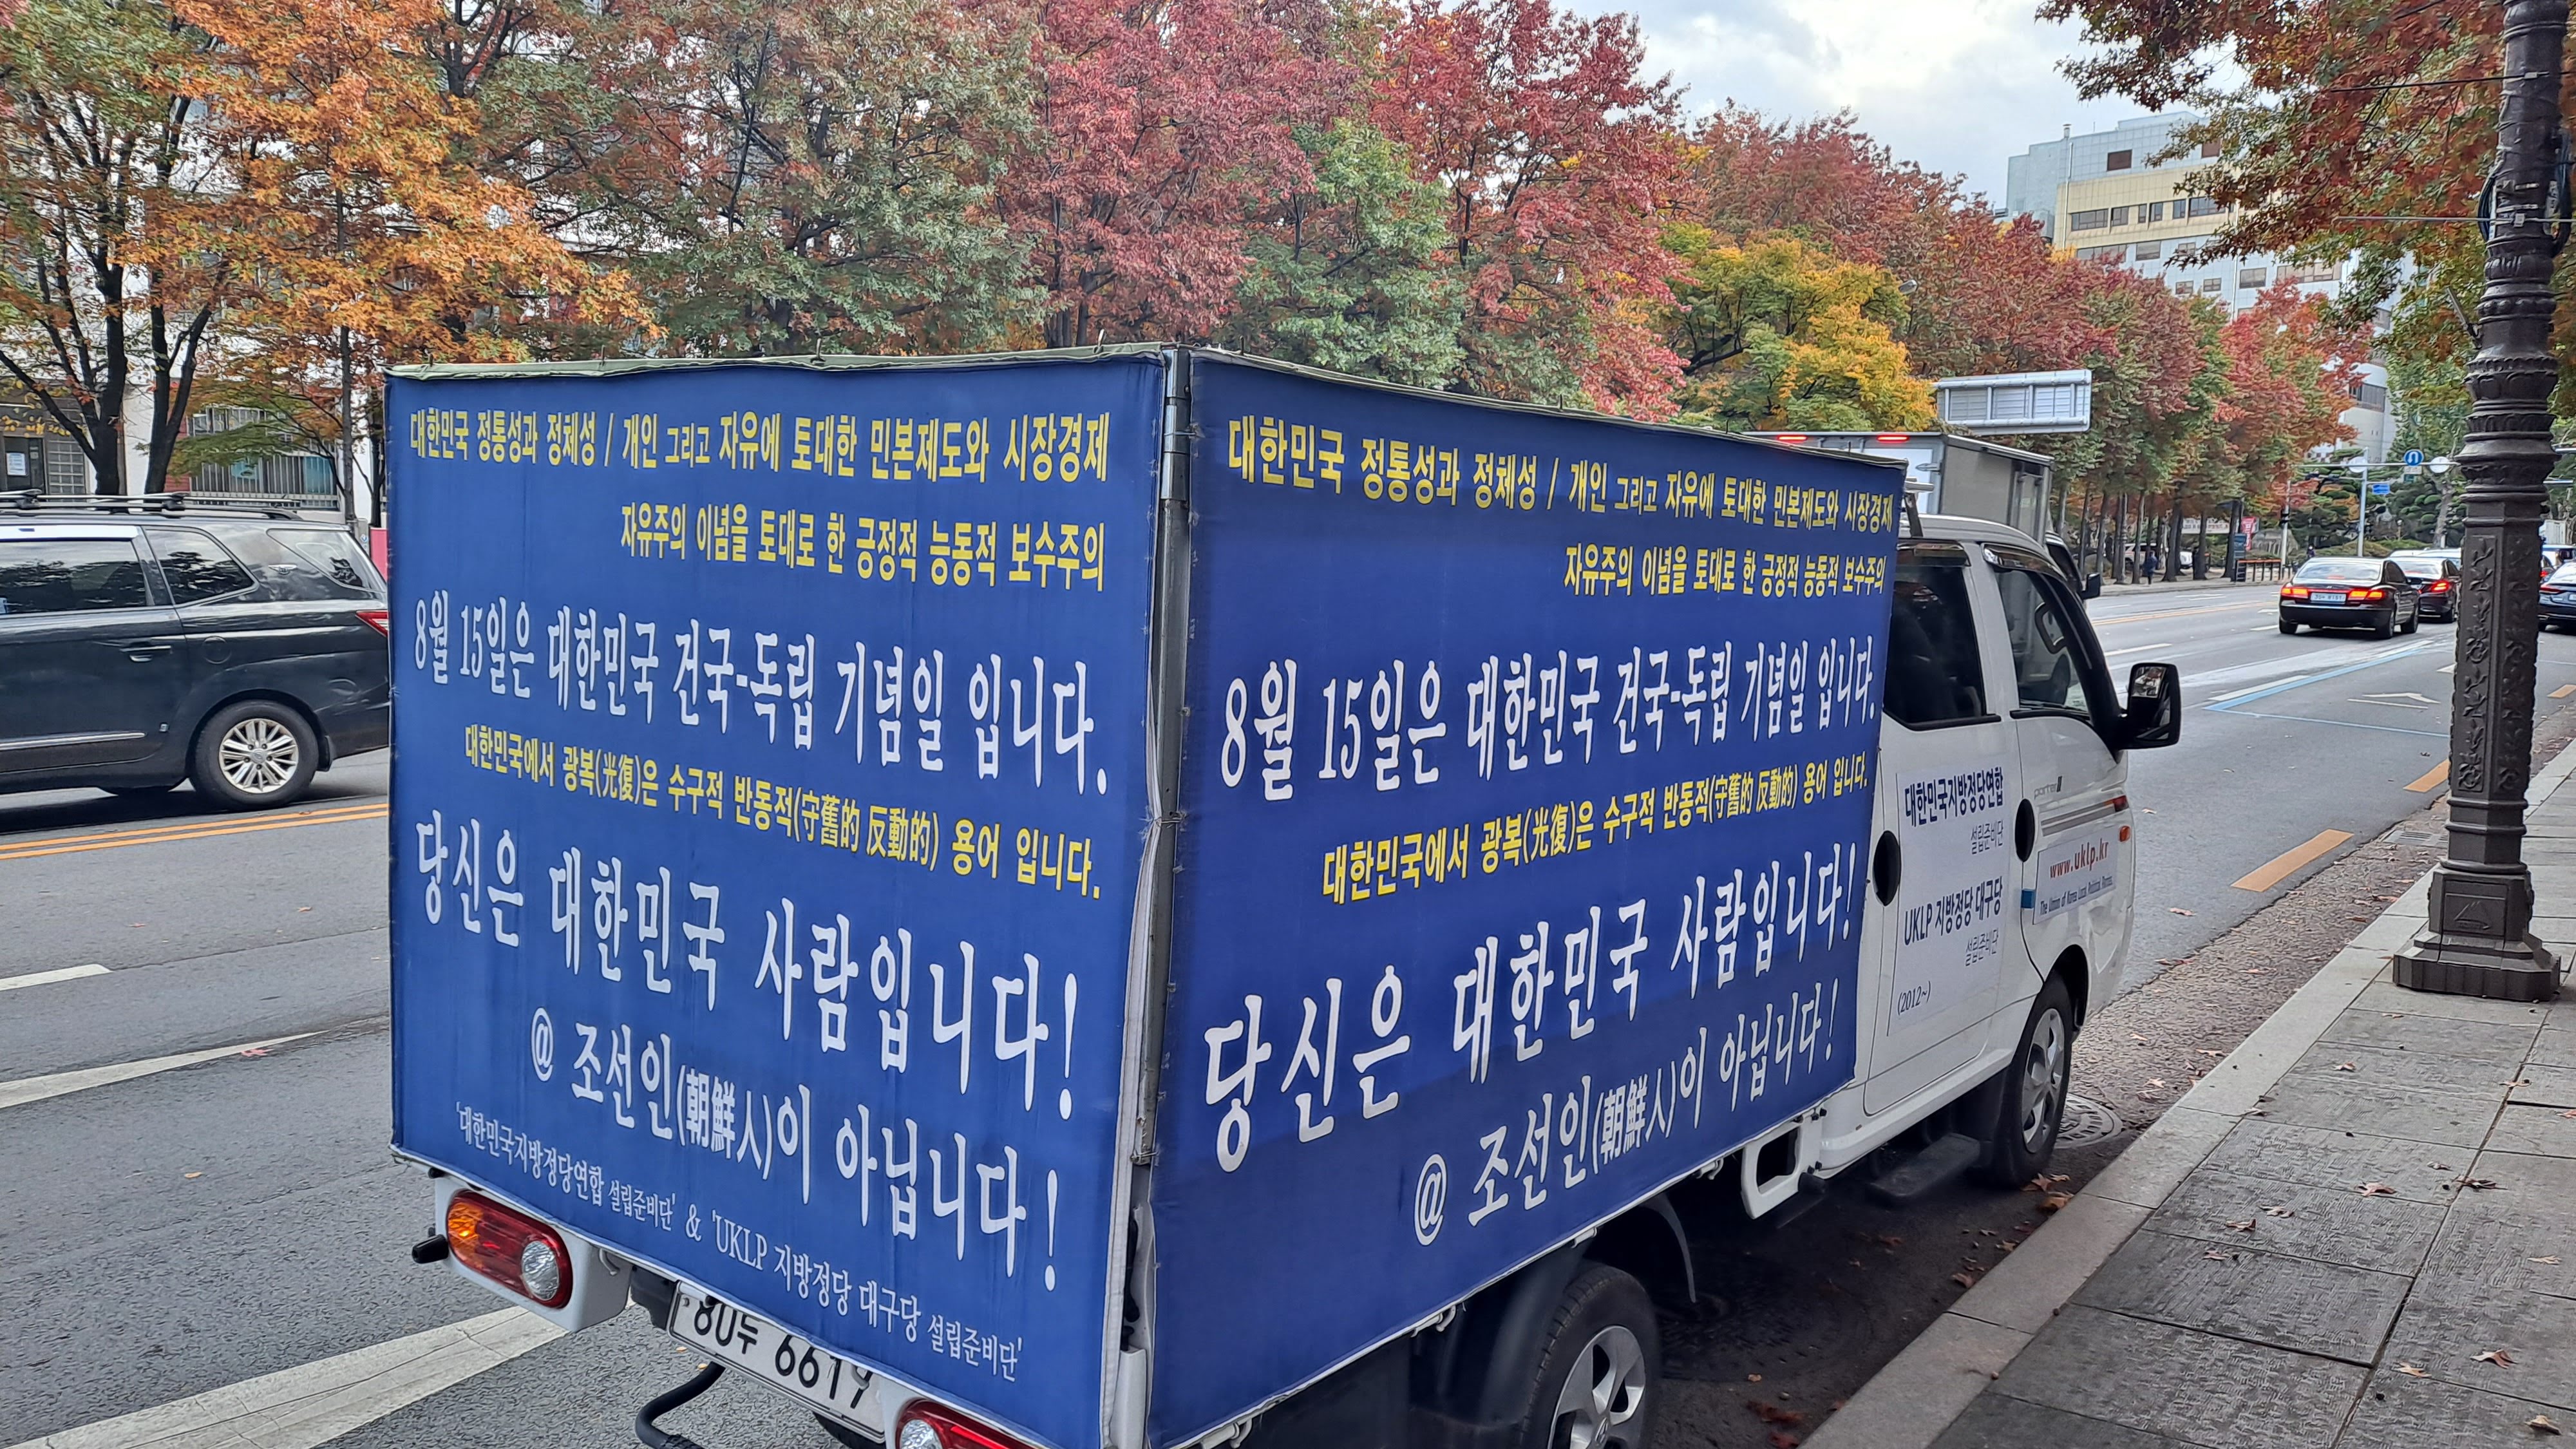 대한민국 정통성과 정체성 / 개인 그리고 자유에 토대한 민본제도와 시장경제
자유주의 이념을 토대로 한 긍정적 능동적 보수주의
8월 15일은 대한민국 건국-독립 기념일 입니다.
대한민국에서 광복(光復)은 수구적 반동적(守舊的 反動的) 용어 입니다.
당신은 대한민국 사람입니다!
@ 조선인(朝鮮人)이 아닙니다!
'대한민국지방정당연합 설립준비단' & 'UKLP 지방정당 대구당 설립준비단'
80두 6619
대한민국 정통성과 정체성 / 개인 그리고 자유에 토대한 민본제도와 시장경제
자유주의 이념을 토대로 한 긍정적 능동적 보수주의
8월 15일은 대한민국 건국-독립 기념일 입니다.
대한민국에서 광복(光復)은 수구적 반동적(守舊的 反動的) 용어 입니다.
당신은 대한민국 사람입니다!
@ 조선인(朝鮮人)이 아닙니다!
대한민국지방정당연합
설립준비단
UKLP 지방정당 대구당
설립준비단
(2012~)
www.uklp.kr
The Union of Korea Local Political Parties